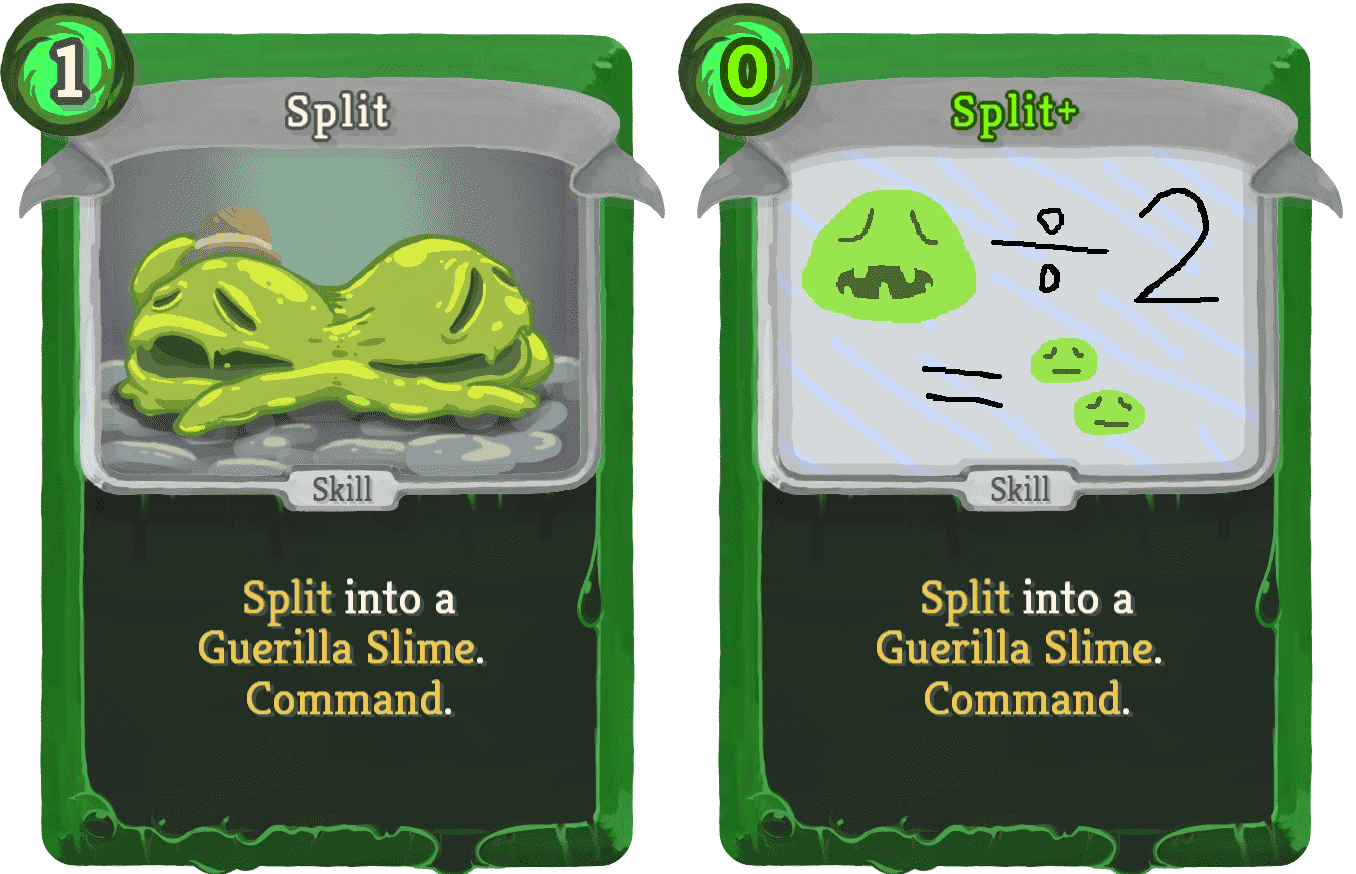 1
Split
Skill
Split into a
Guerilla Slime.
Command.
0
Split+
÷ 2
=
Skill
Split into a
Guerilla Slime.
Command.